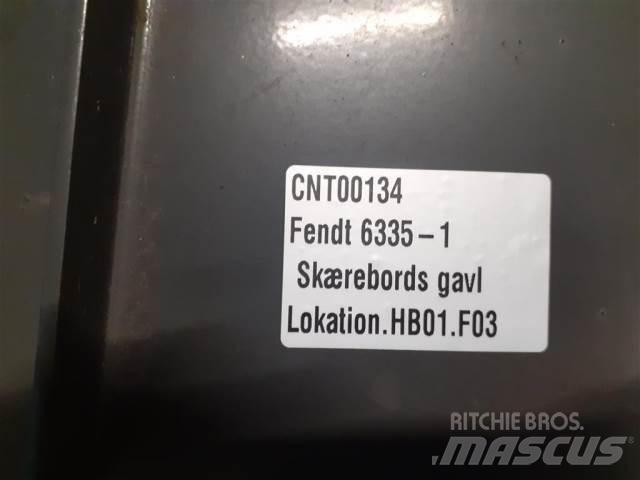 CNT00134
Fendt 6335-1
Skærebords gavl
Lokation.HB01.F03
RITCHIE BROS.
MASCUS